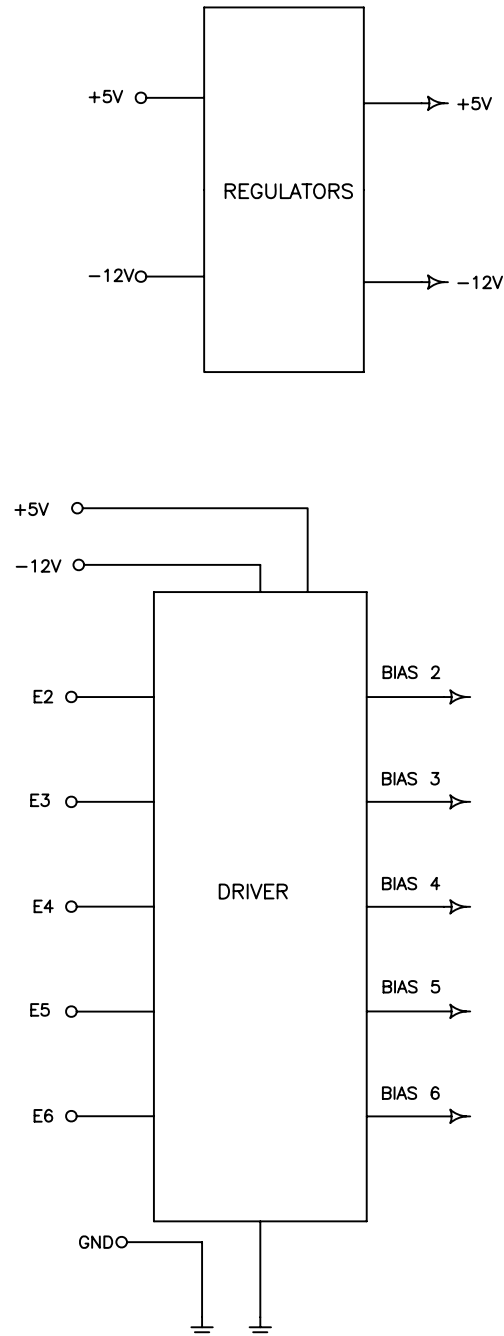 +5V
+5V
REGULATORS
-12V
-12V
+5V
-12V
BIAS 2
E2
BIAS 3
E3
BIAS 4
DRIVER
E4
BIAS 5
E5
BIAS 6
E6
GND